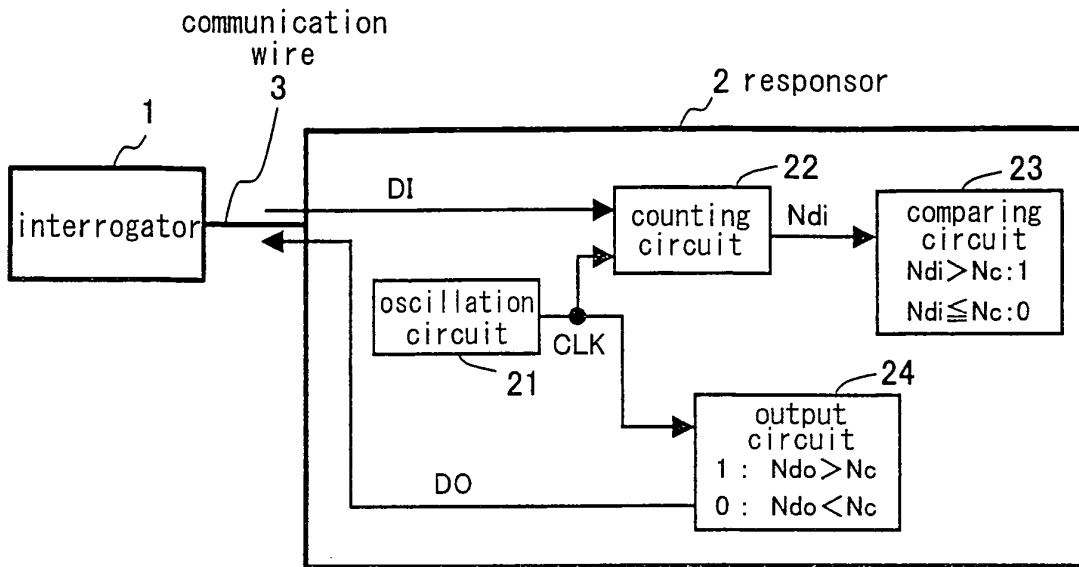 communication
wire
3
1
2 responsor
interrogator
DI
22
counting
circuit
Ndi
23
comparing
circuit
Ndi>Nc:1
Ndi≦Nc:0
oscillation
circuit
21
CLK
24
output
circuit
1 : Ndo>Nc
0 : Ndo<Nc
DO